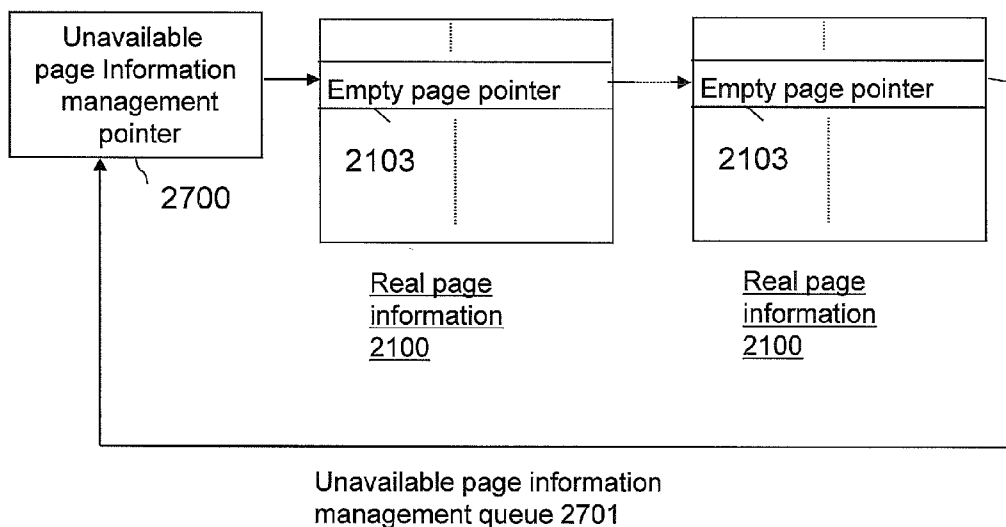 Unavailable
page Information
management
pointer
2700
Empty page pointer
2103
Real page
information
2100
Empty page pointer
2103
Real page
information
2100
Unavailable page information
management queue 2701